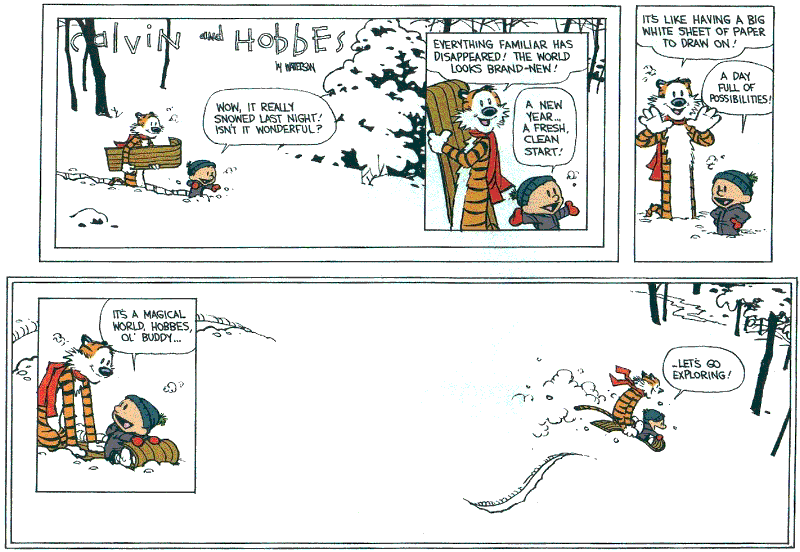 Calvin and Hobbes
by WATTERSON
WOW, IT REALLY
SNOWED LAST NIGHT!
ISN'T IT WONDERFUL?
EVERYTHING FAMILIAR HAS
DISAPPEARED! THE WORLD
LOOKS BRAND-NEW!
A NEW
YEAR...
A FRESH,
CLEAN
START!
IT'S LIKE HAVING A BIG
WHITE SHEET OF PAPER
TO DRAW ON!
A DAY
FULL OF
POSSIBILITIES!
IT'S A MAGICAL
WORLD, HOBBES,
OL' BUDDY...
...LET'S GO
EXPLORING!